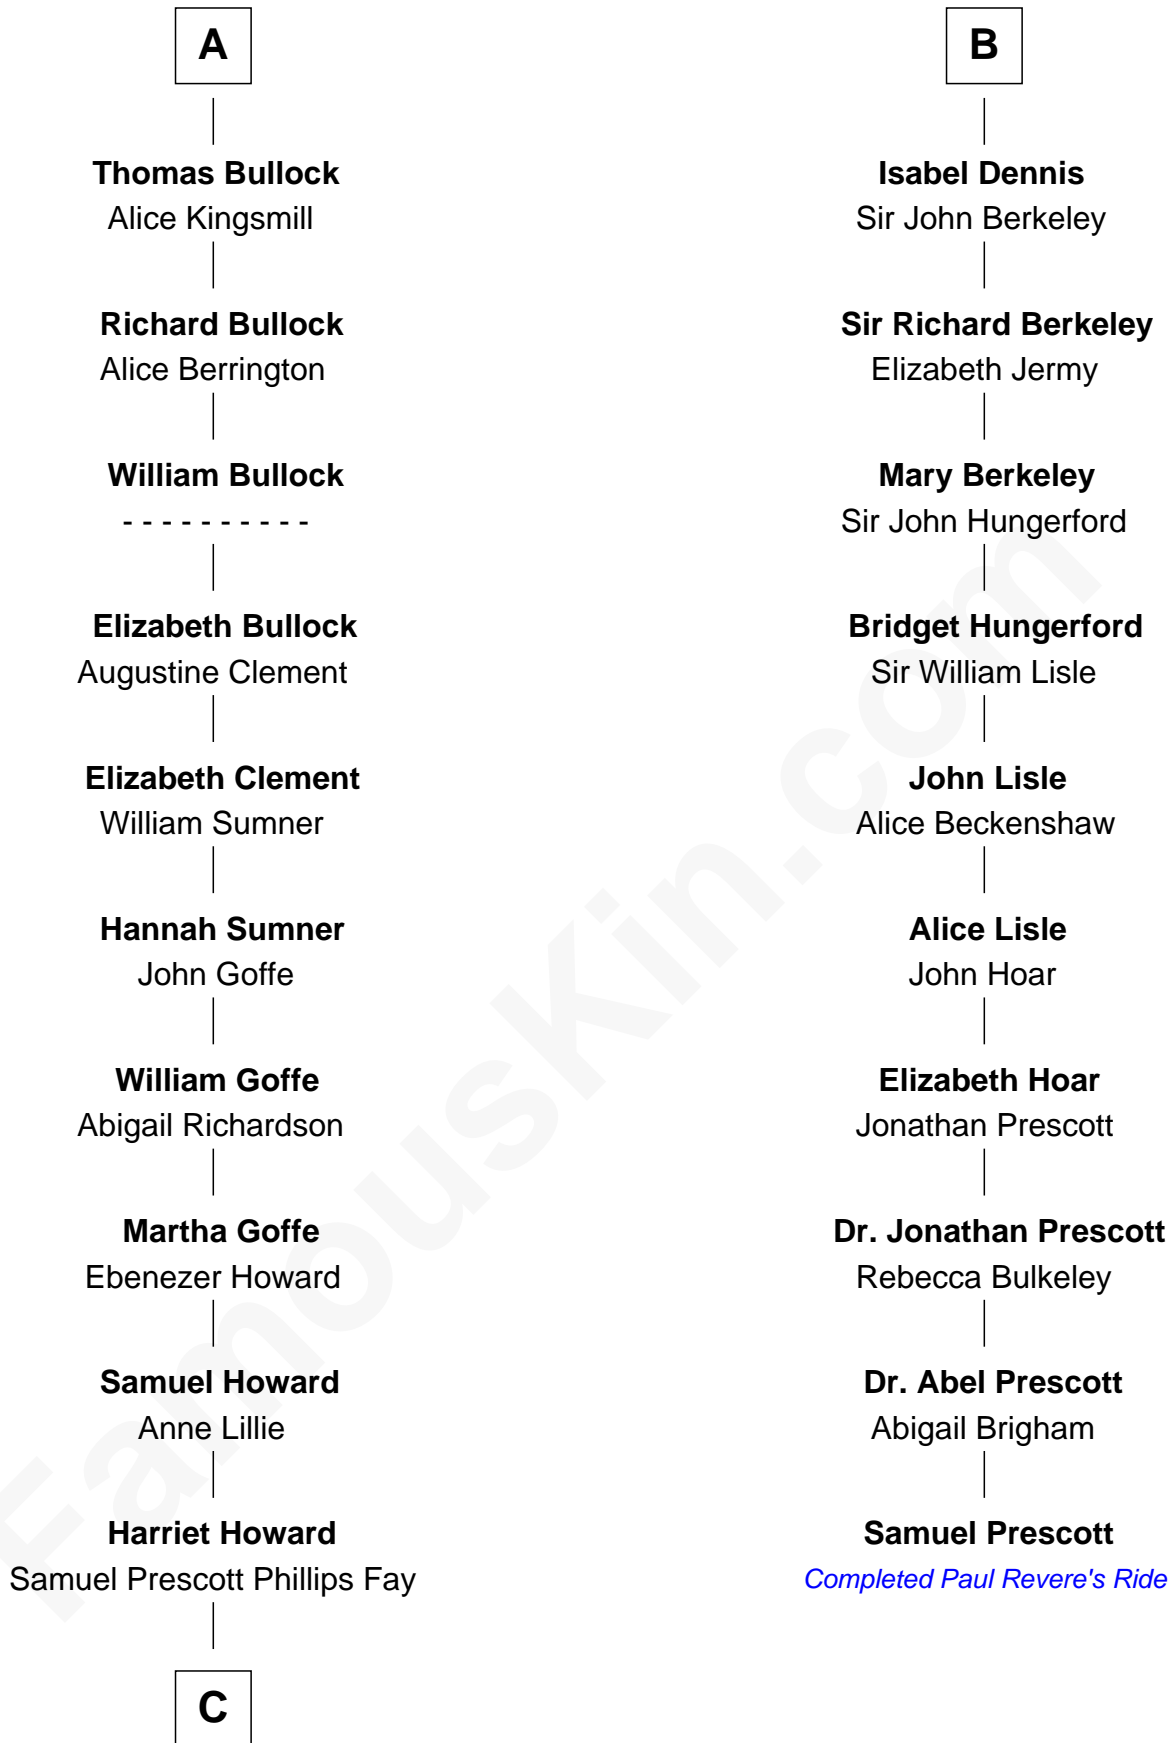 A
Thomas Bullock
Alice Kingsmill
Richard Bullock
Alice Berrington
William Bullock
- - - - - - - - - -
Elizabeth Bullock
Augustine Clement
Elizabeth Clement
William Sumner
Hannah Sumner
John Goffe
William Goffe
Abigail Richardson
Martha Goffe
Ebenezer Howard
Samuel Howard
Anne Lillie
Harriet Howard
Samuel Prescott Phillips Fay
C
B
Isabel Dennis
Sir John Berkeley
Sir Richard Berkeley
Elizabeth Jermy
Mary Berkeley
Sir John Hungerford
Bridget Hungerford
Sir William Lisle
John Lisle
Alice Beckenshaw
Alice Lisle
John Hoar
Elizabeth Hoar
Jonathan Prescott
Dr. Jonathan Prescott
Rebecca Bulkeley
Dr. Abel Prescott
Abigail Brigham
Samuel Prescott
Completed Paul Revere's Ride
FamousKin.com